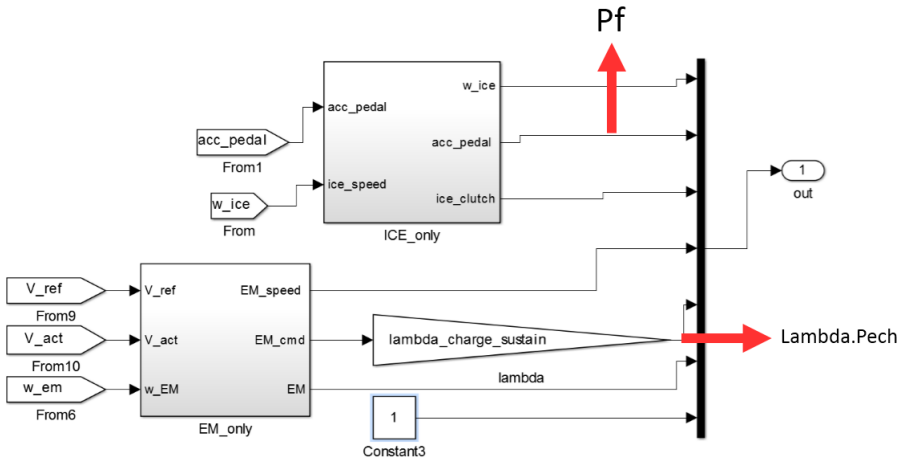 Pf
w_ice
acc_pedal
acc_pedal
From1
acc_pedal
ice_speed
w_ice
From
ice_clutch
ICE_only
1
out
V_ref
From9
V_ref
EM_speed
V_act
From10
V_act
EM_cmd
lambda_charge_sustain
lambda
Lambda.Pech
w_em
From6
w_EM
EM
EM_only
1
Constant3